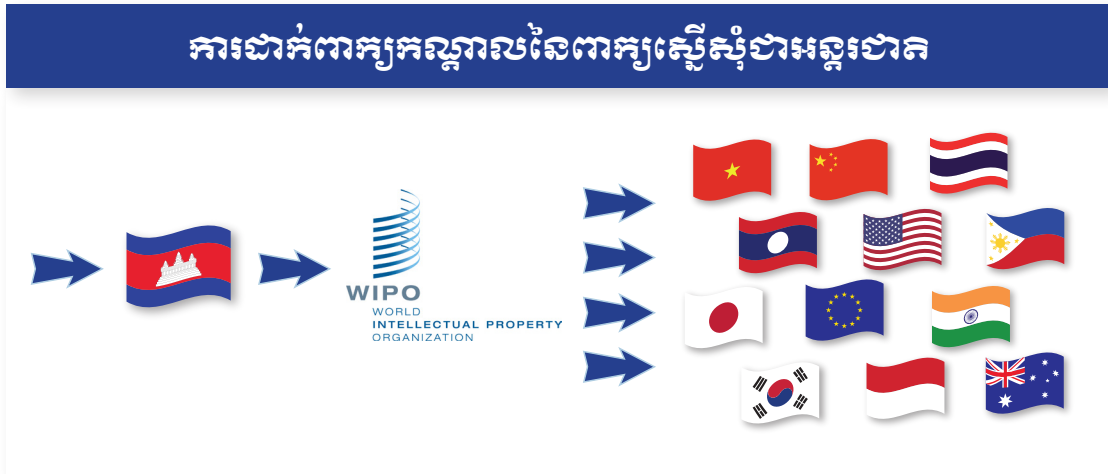 ការដាក់ពាក្យកណ្តាលនៃពាក្យស្នើសុំជាអន្តរជាតិ
WIPO
WORLD
INTELLECTUAL PROPERTY
ORGANIZATION